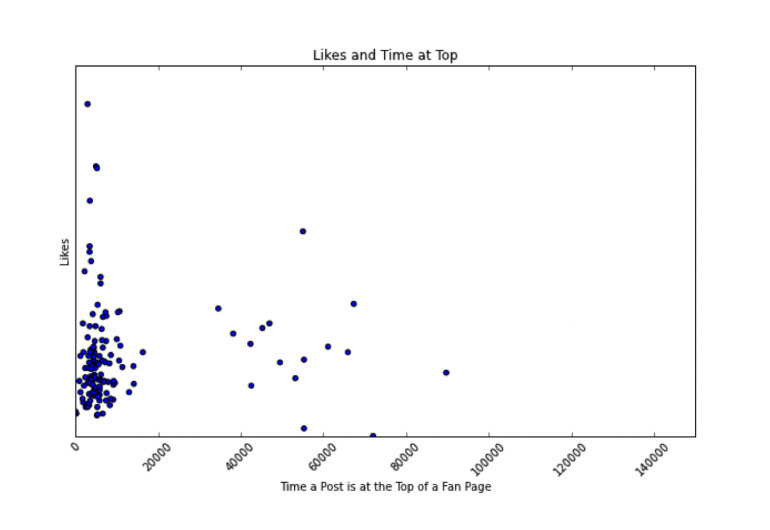 Likes and Time at Top
Likes
0
20000
40000
60000
80000
100000
120000
140000
Time a Post is at the Top of a Fan Page